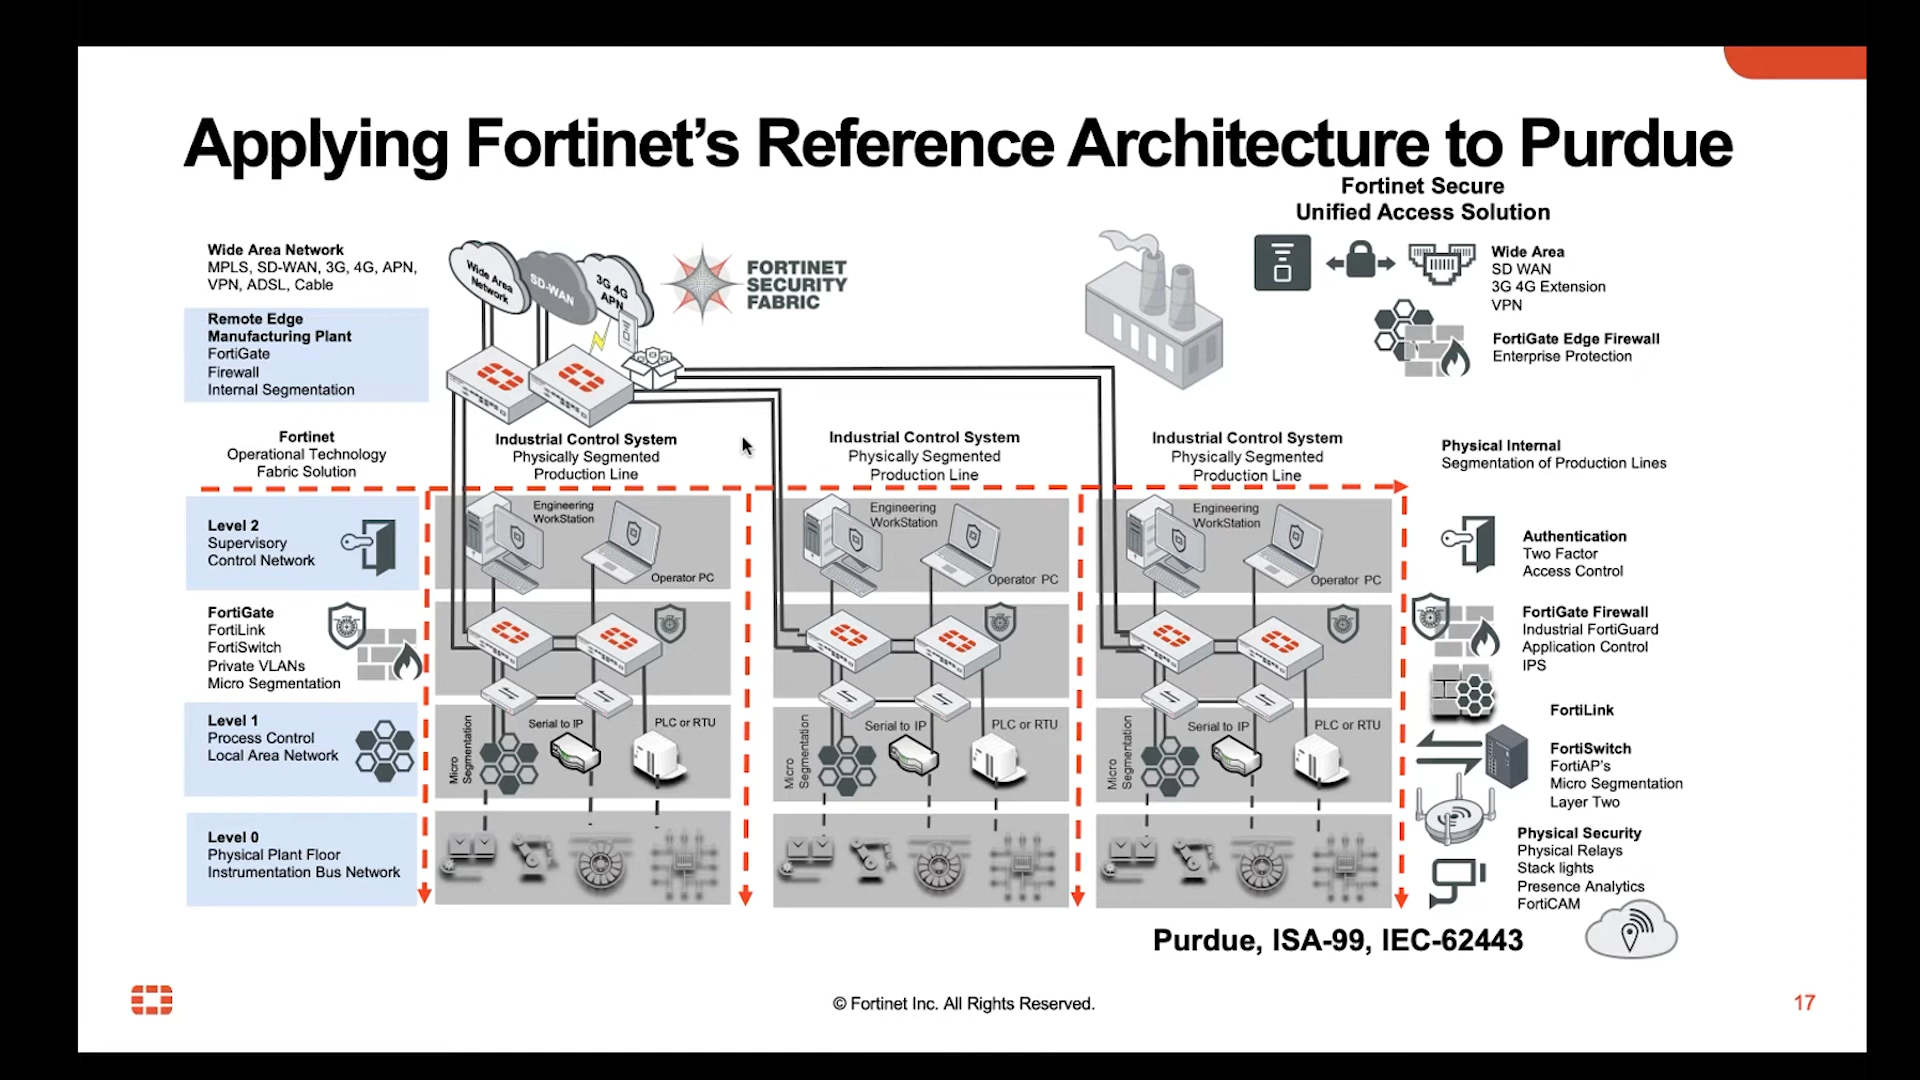 Applying Fortinet's Reference Architecture to Purdue
Fortinet Secure
Unified Access Solution
Wide Area Network
MPLS, SD-WAN, 3G, 4G, APN,
VPN, ADSL, Cable
Remote Edge
Manufacturing Plant
FortiGate
Firewall
Internal Segmentation
Wide Area
Network
SD-WAN
3G 4G
APN
FORTINET
SECURITY
FABRIC
Wide Area
SD WAN
3G 4G Extension
VPN
FortiGate Edge Firewall
Enterprise Protection
Fortinet
Operational Technology
Fabric Solution
Industrial Control System
Physically Segmented
Production Line
Industrial Control System
Physically Segmented
Production Line
Industrial Control System
Physically Segmented
Production Line
Physical Internal
Segmentation of Production Lines
Level 2
Supervisory
Control Network
Engineering
WorkStation
Operator PC
Engineering
WorkStation
Operator PC
Engineering
WorkStation
Operator PC
Authentication
Two Factor
Access Control
FortiGate
FortiLink
FortiSwitch
Private VLANs
Micro Segmentation
FortiGate Firewall
Industrial FortiGuard
Application Control
IPS
Level 1
Process Control
Local Area Network
Micro
Segmentation
Serial to IP
PLC or RTU
Micro
Segmentation
Serial to IP
PLC or RTU
Micro
Segmentation
Serial to IP
PLC or RTU
FortiLink
FortiSwitch
FortiAP's
Micro Segmentation
Layer Two
Level 0
Physical Plant Floor
Instrumentation Bus Network
Physical Security
Physical Relays
Stack lights
Presence Analytics
FortiCAM
Purdue, ISA-99, IEC-62443
© Fortinet Inc. All Rights Reserved.
17